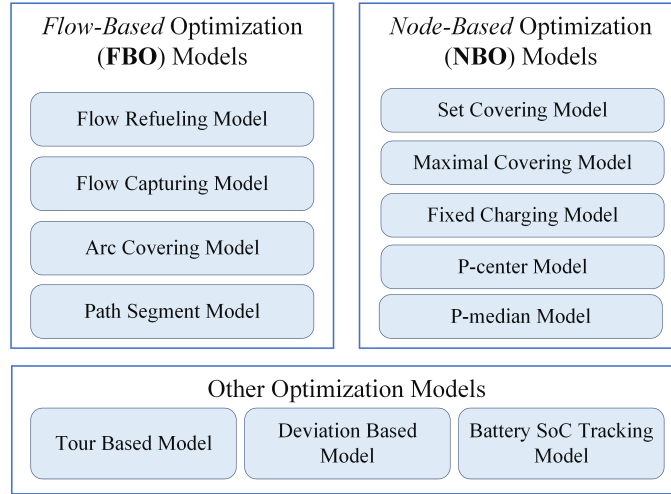 Flow-Based Optimization
(FBO) Models
Flow Refueling Model
Flow Capturing Model
Arc Covering Model
Path Segment Model
Node-Based Optimization
(NBO) Models
Set Covering Model
Maximal Covering Model
Fixed Charging Model
P-center Model
P-median Model
Other Optimization Models
Tour Based Model
Deviation Based
Model
Battery SoC Tracking
Model